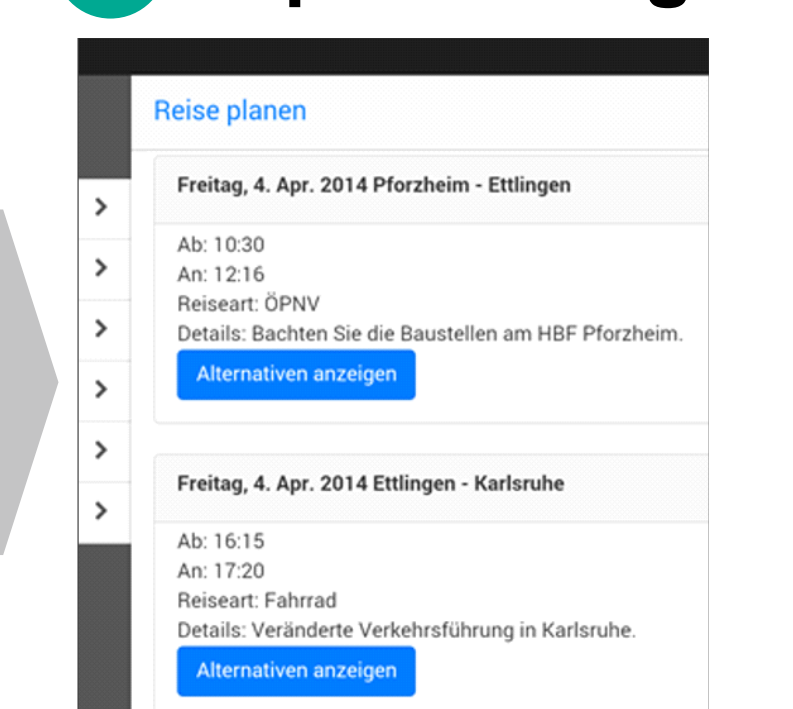 Reise planen
Freitag, 4. Apr. 2014 Pforzheim - Ettlingen
Ab: 10:30
An: 12:16
Reiseart: ÖPNV
Details: Bachten Sie die Baustellen am HBF Pforzheim.
Alternativen anzeigen
Freitag, 4. Apr. 2014 Ettlingen - Karlsruhe
Ab: 16:15
An: 17:20
Reiseart: Fahrrad
Details: Veränderte Verkehrsführung in Karlsruhe.
Alternativen anzeigen